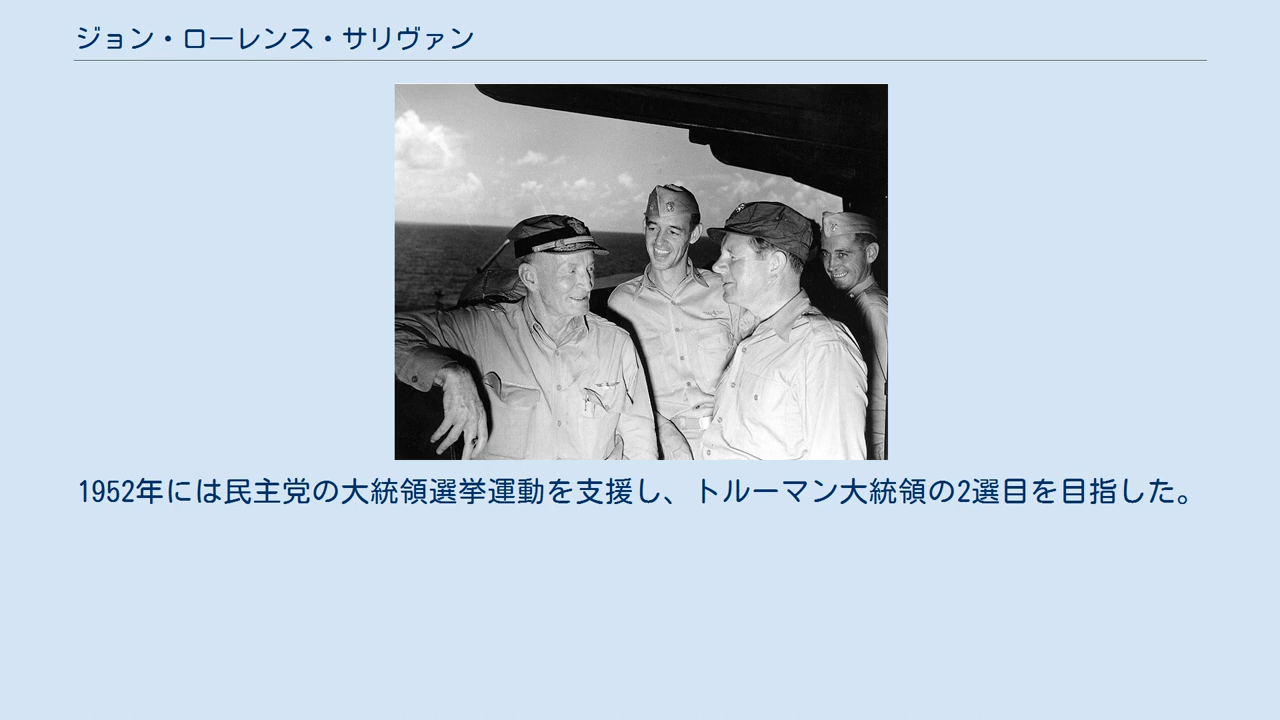 ジョン・ローレンス・サリヴァン
1952年には民主党の大統領選挙運動を支援し、トルーマン大統領の2選目を目指した。